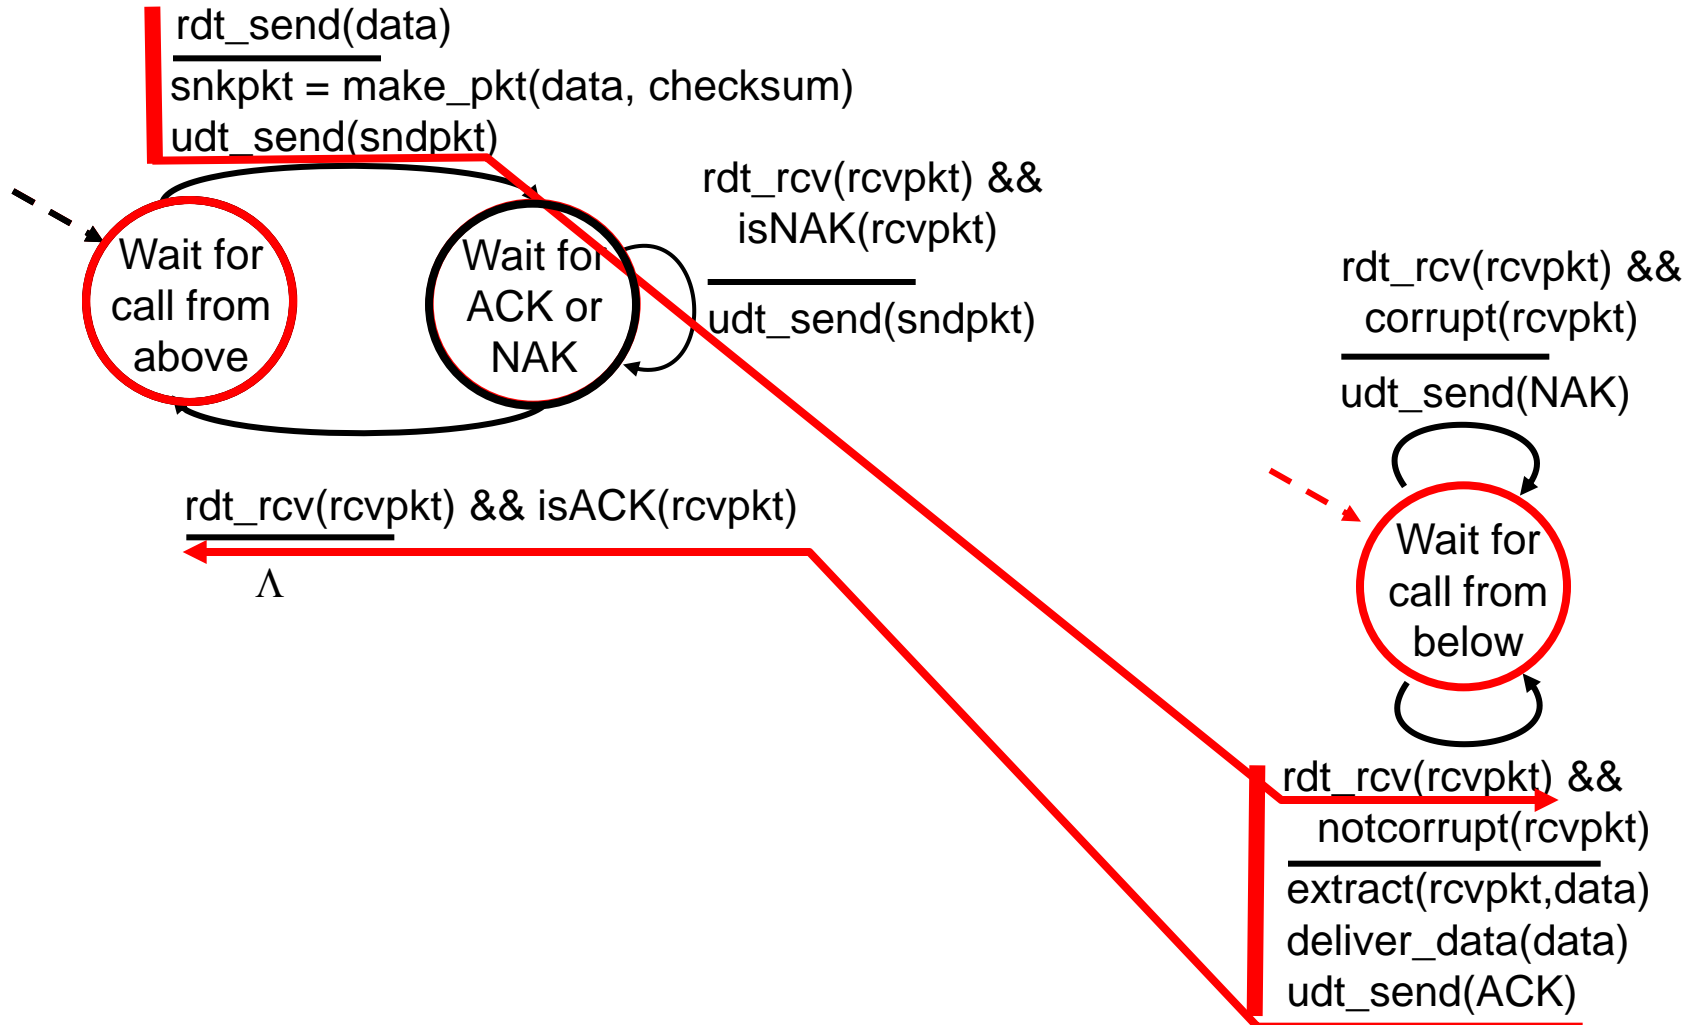 rdt_send(data)
snkpkt = make_pkt(data, checksum)
udt_send(sndpkt)
rdt_rcv(rcvpkt) &&
isNAK(rcvpkt)
udt_send(sndpkt)
Wait for
call from
above
Wait for
ACK or
NAK
rdt_rcv(rcvpkt) && isACK(rcvpkt)
Λ
rdt_rcv(rcvpkt) &&
corrupt(rcvpkt)
udt_send(NAK)
Wait for
call from
below
rdt_rcv(rcvpkt) &&
notcorrupt(rcvpkt)
extract(rcvpkt,data)
deliver_data(data)
udt_send(ACK)